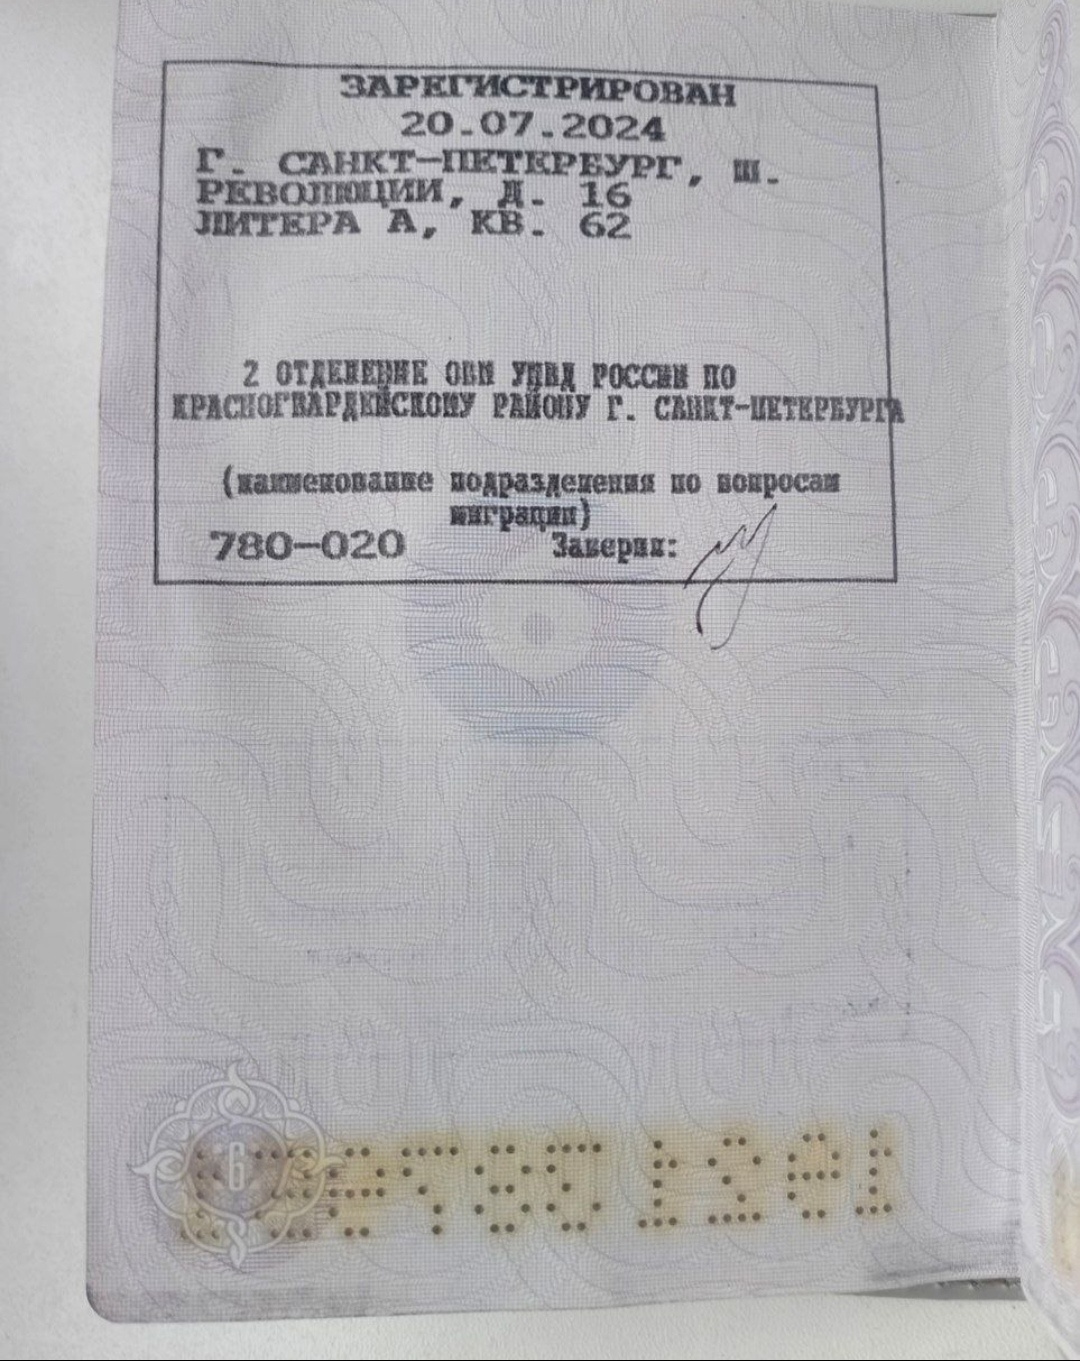 ЗАРЕГИСТРИРОВАН
20.07.2024
Г. САНКТ-ПЕТЕРБУРГ, Ш.
РЕВОЛЮЦИИ, Д. 16
ЛИТЕРА А, КВ. 62
2 ОТДЕЛЕНИЕ ОВМ УМВД РОССИИ ПО
КРАСНОГВАРДЕЙСКОМУ РАЙОНУ Г. САНКТ-ПЕТЕРБУРГА
(наименование подразделения по вопросам
миграции)
780-020 Заверил:
6